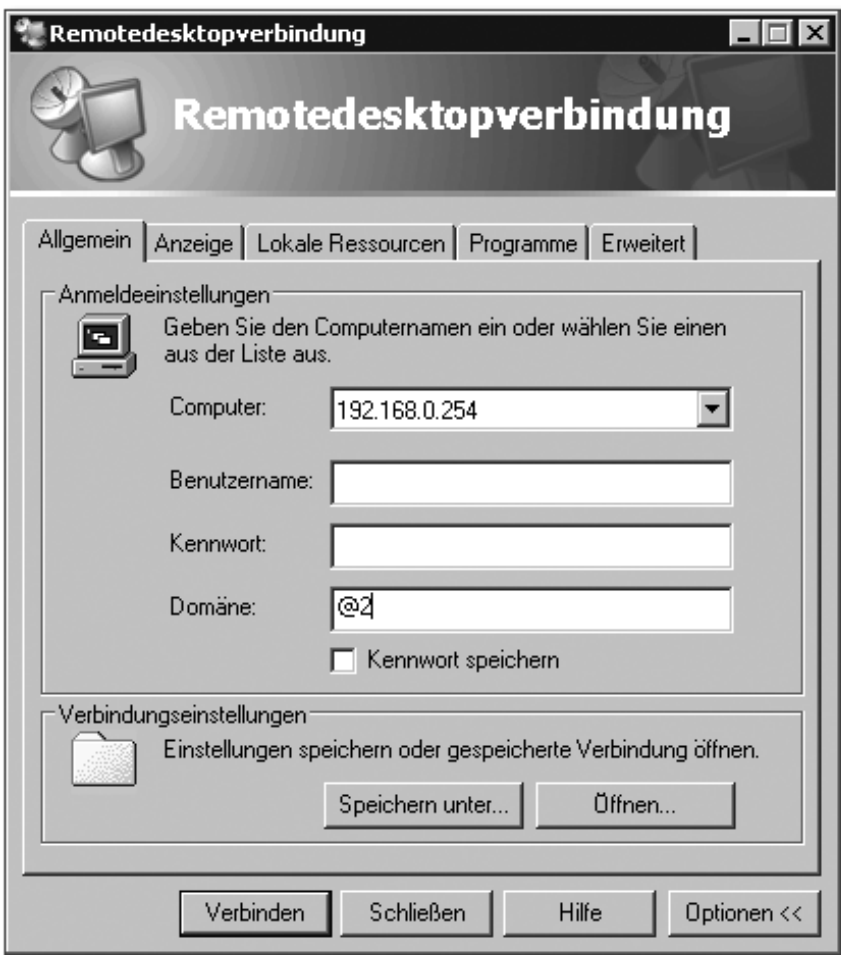 Remotedesktopverbindung
Remotedesktopverbindung
Allgemein Anzeige Lokale Ressourcen Programme Erweitert
Anmeldeeinstellungen
Geben Sie den Computernamen ein oder wählen Sie einen
aus der Liste aus.
Computer: 192.168.0.254
Benutzername:
Kennwort:
Domäne: @2
Kennwort speichern
Verbindungseinstellungen
Einstellungen speichern oder gespeicherte Verbindung öffnen.
Speichern unter... Öffnen...
Verbinden Schließen Hilfe Optionen <<